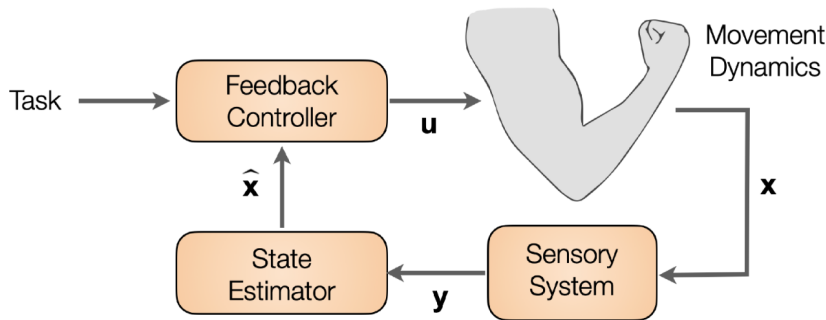 Task
Feedback
Controller
u
Movement
Dynamics
x
x̂
State
Estimator
y
Sensory
System